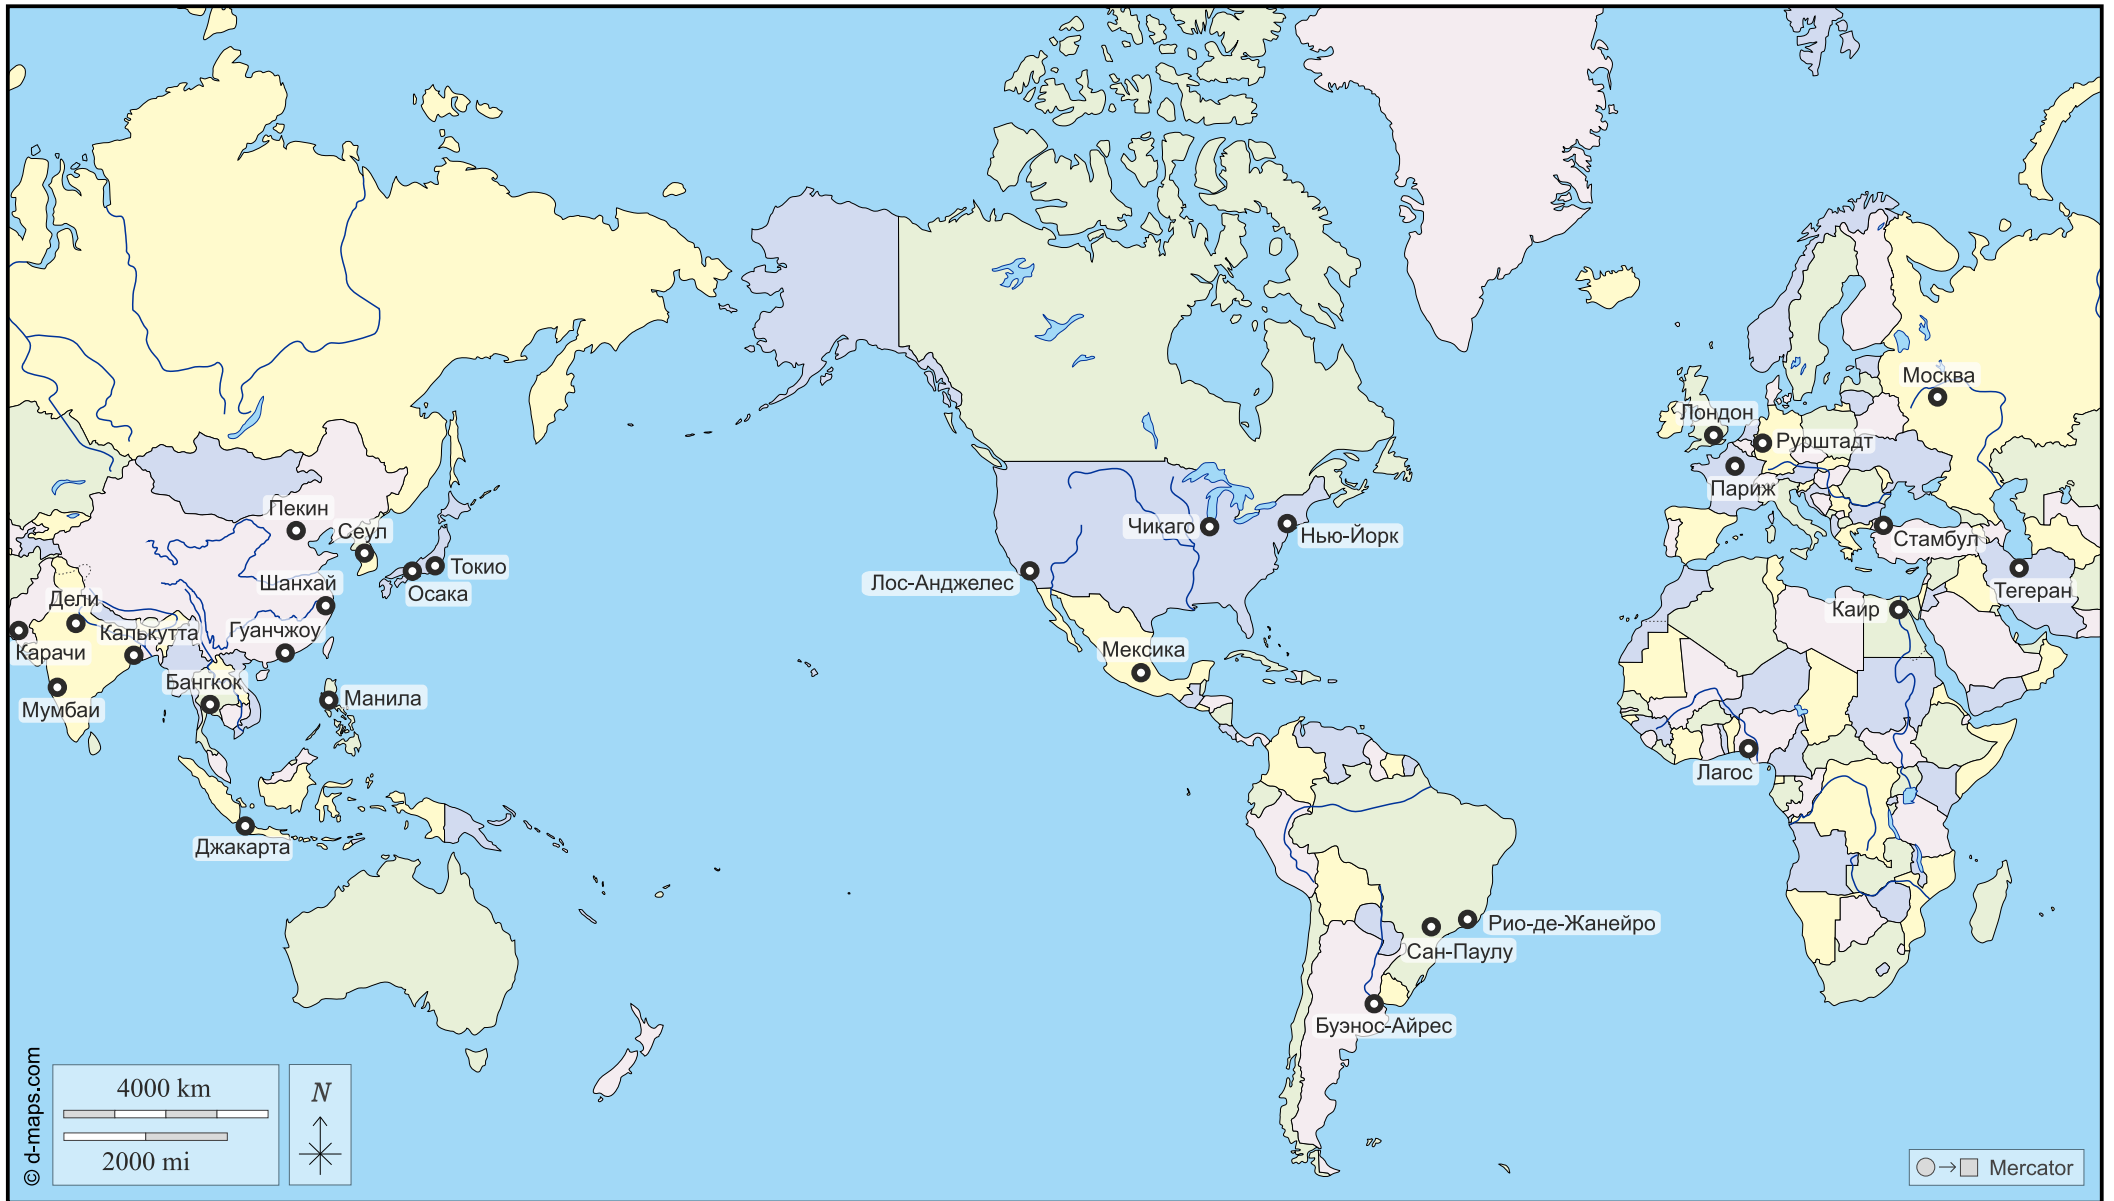 Москва
Лондон
Рурштадт
Париж
Пекин
Сеул
Чикаго
Нью-Йорк
Стамбул
Токио
Осака
Шанхай
Лос-Анджелес
Тегеран
Дели
Каир
Калькутта
Гуанчжоу
Карачи
Мексика
Бангкок
Манила
Мумбаи
Лагос
Джакарта
Рио-де-Жанейро
Сан-Паулу
Буэнос-Айрес
4000 km
2000 mi
N
© d-maps.com
Mercator